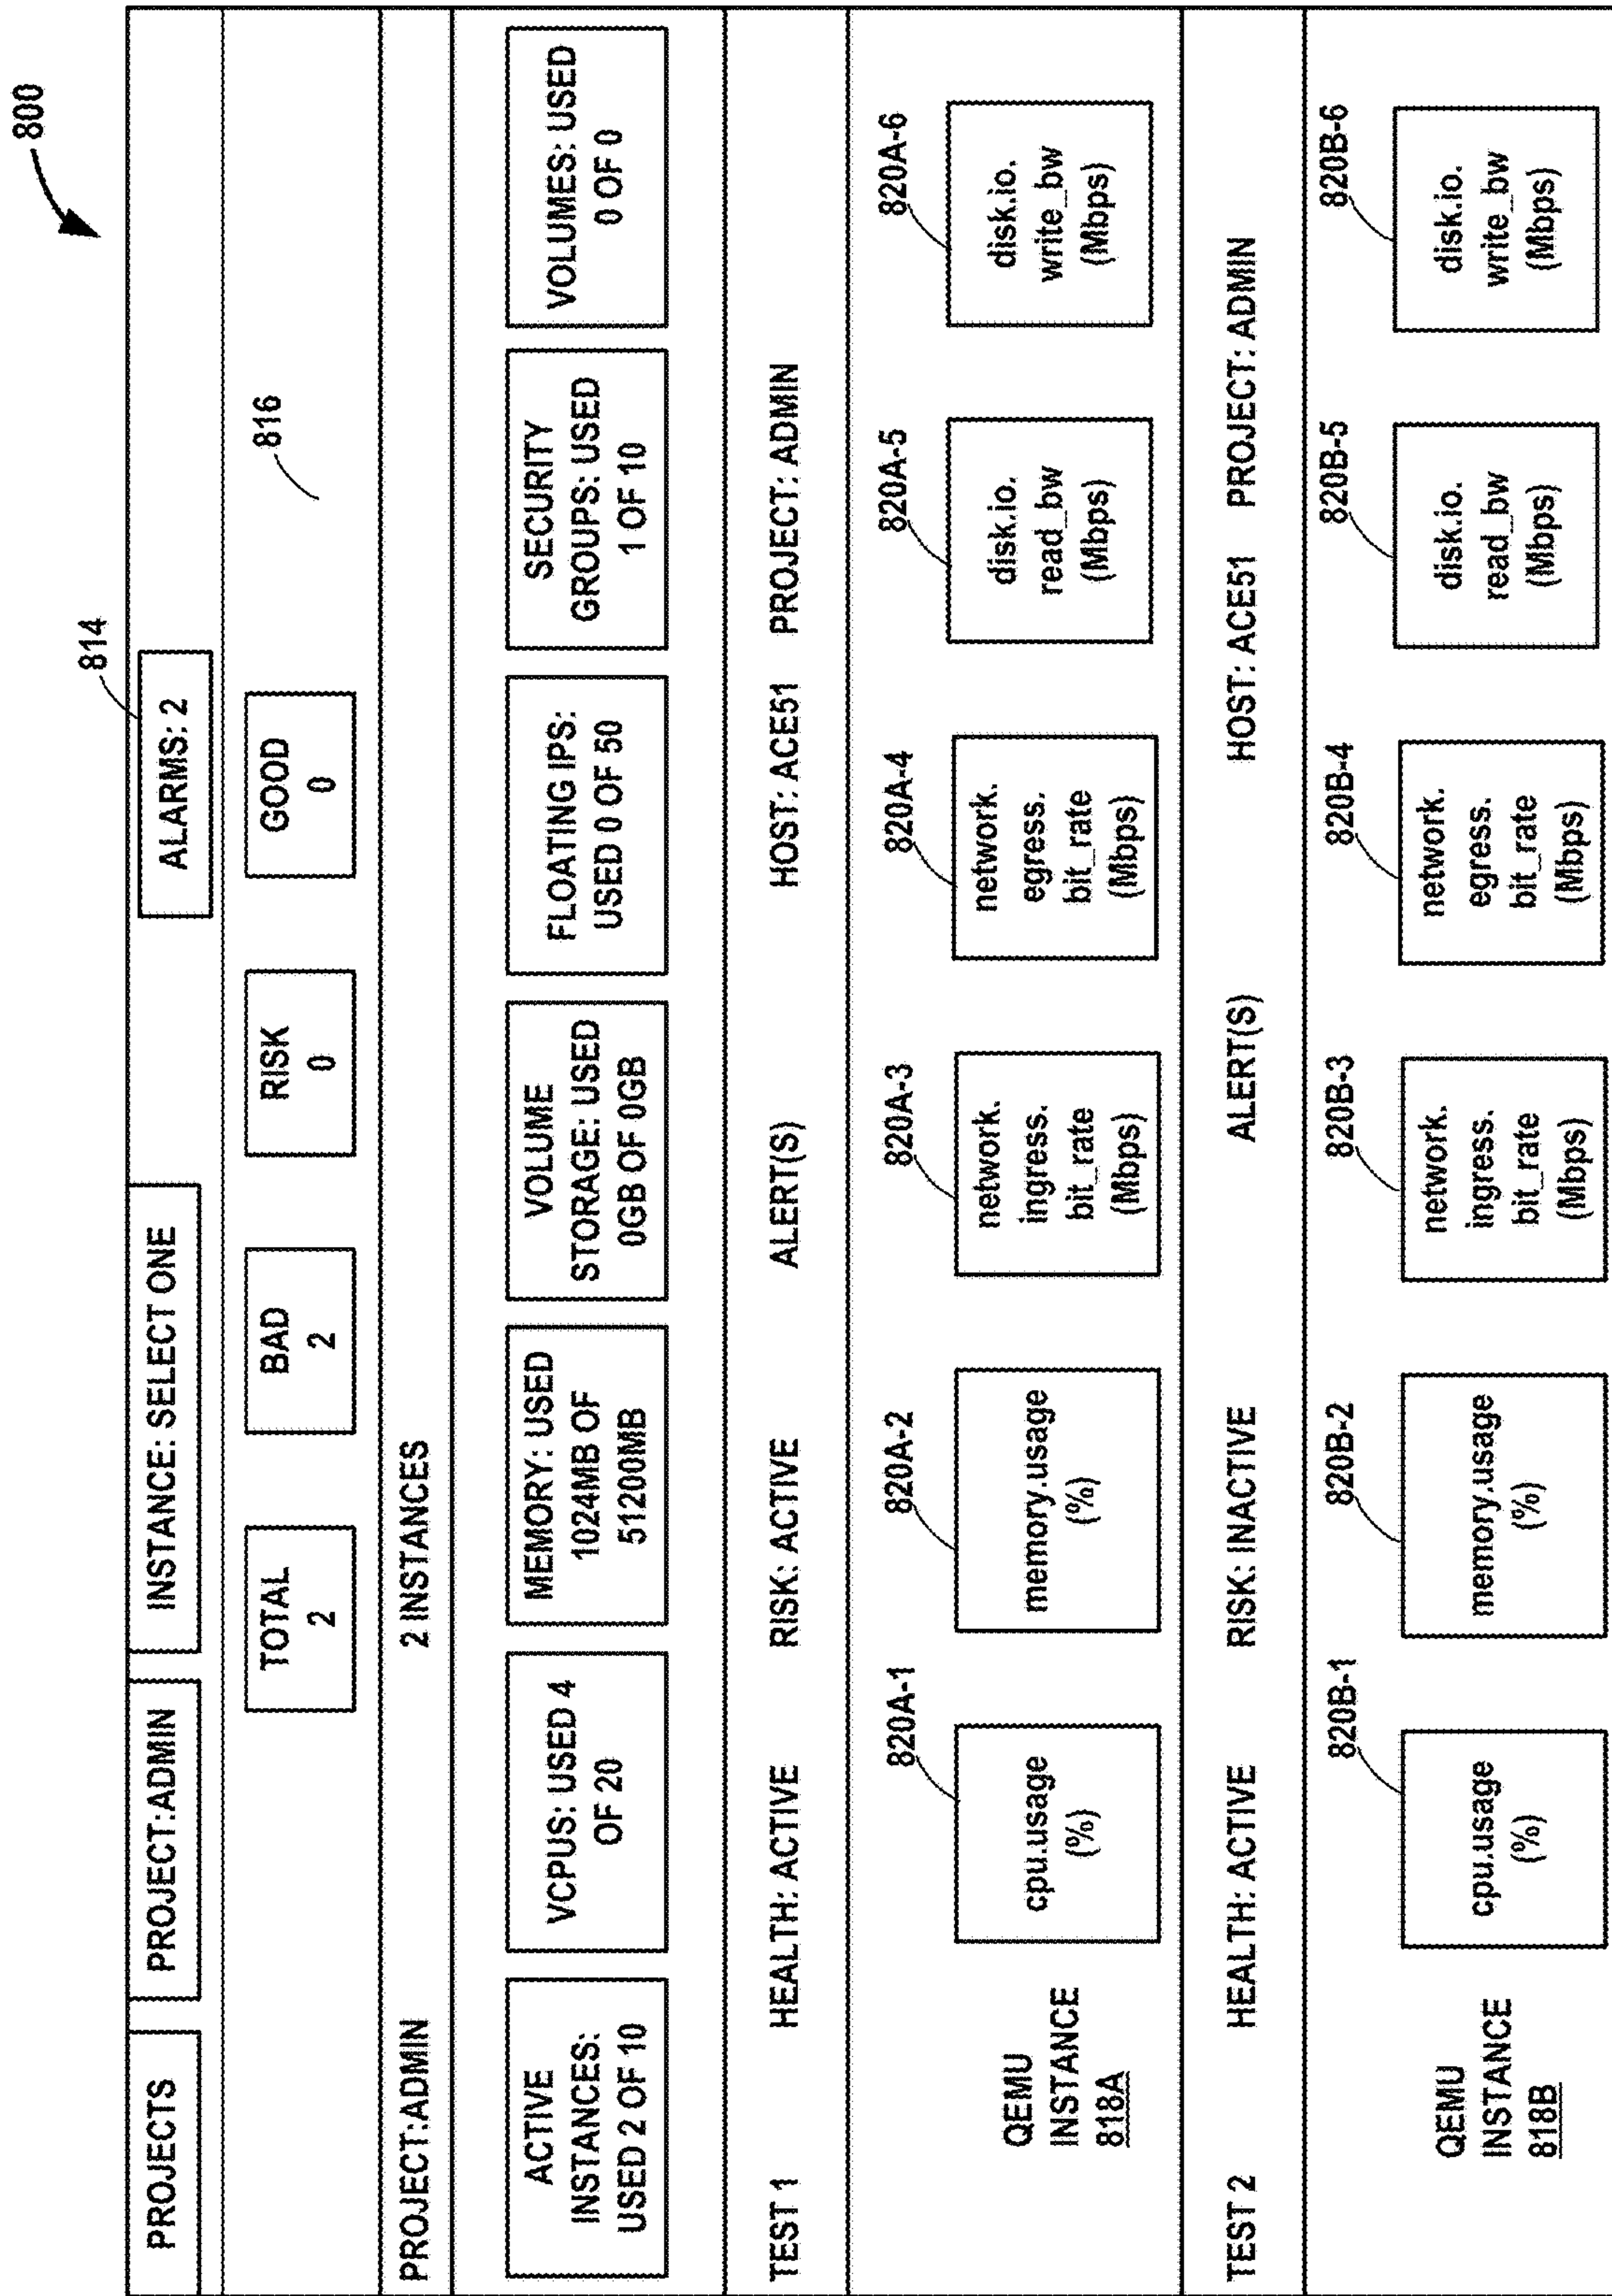 800
814
PROJECTS
PROJECT:ADMIN
INSTANCE: SELECT ONE
ALARMS: 2
TOTAL
2
BAD
2
RISK
0
GOOD
0
816
PROJECT:ADMIN
2 INSTANCES
ACTIVE
INSTANCES:
USED 2 OF 10
VCPUS: USED 4
OF 20
MEMORY: USED
1024MB OF
51200MB
VOLUME
STORAGE: USED
0GB OF 0GB
FLOATING IPS:
USED 0 OF 50
SECURITY
GROUPS: USED
1 OF 10
VOLUMES: USED
0 OF 0
TEST 1
HEALTH: ACTIVE
RISK: ACTIVE
ALERT(S)
HOST: ACE51
PROJECT: ADMIN
QEMU
INSTANCE
818A
820A-1
cpu.usage
(%)
820A-2
memory.usage
(%)
820A-3
network.
ingress.
bit_rate
(Mbps)
820A-4
network.
egress.
bit_rate
(Mbps)
820A-5
disk.io.
read_bw
(Mbps)
820A-6
disk.io.
write_bw
(Mbps)
TEST 2
HEALTH: ACTIVE
RISK: INACTIVE
ALERT(S)
HOST: ACE51
PROJECT: ADMIN
QEMU
INSTANCE
818B
820B-1
cpu.usage
(%)
820B-2
memory.usage
(%)
820B-3
network.
ingress.
bit_rate
(Mbps)
820B-4
network.
egress.
bit_rate
(Mbps)
820B-5
disk.io.
read_bw
(Mbps)
820B-6
disk.io.
write_bw
(Mbps)